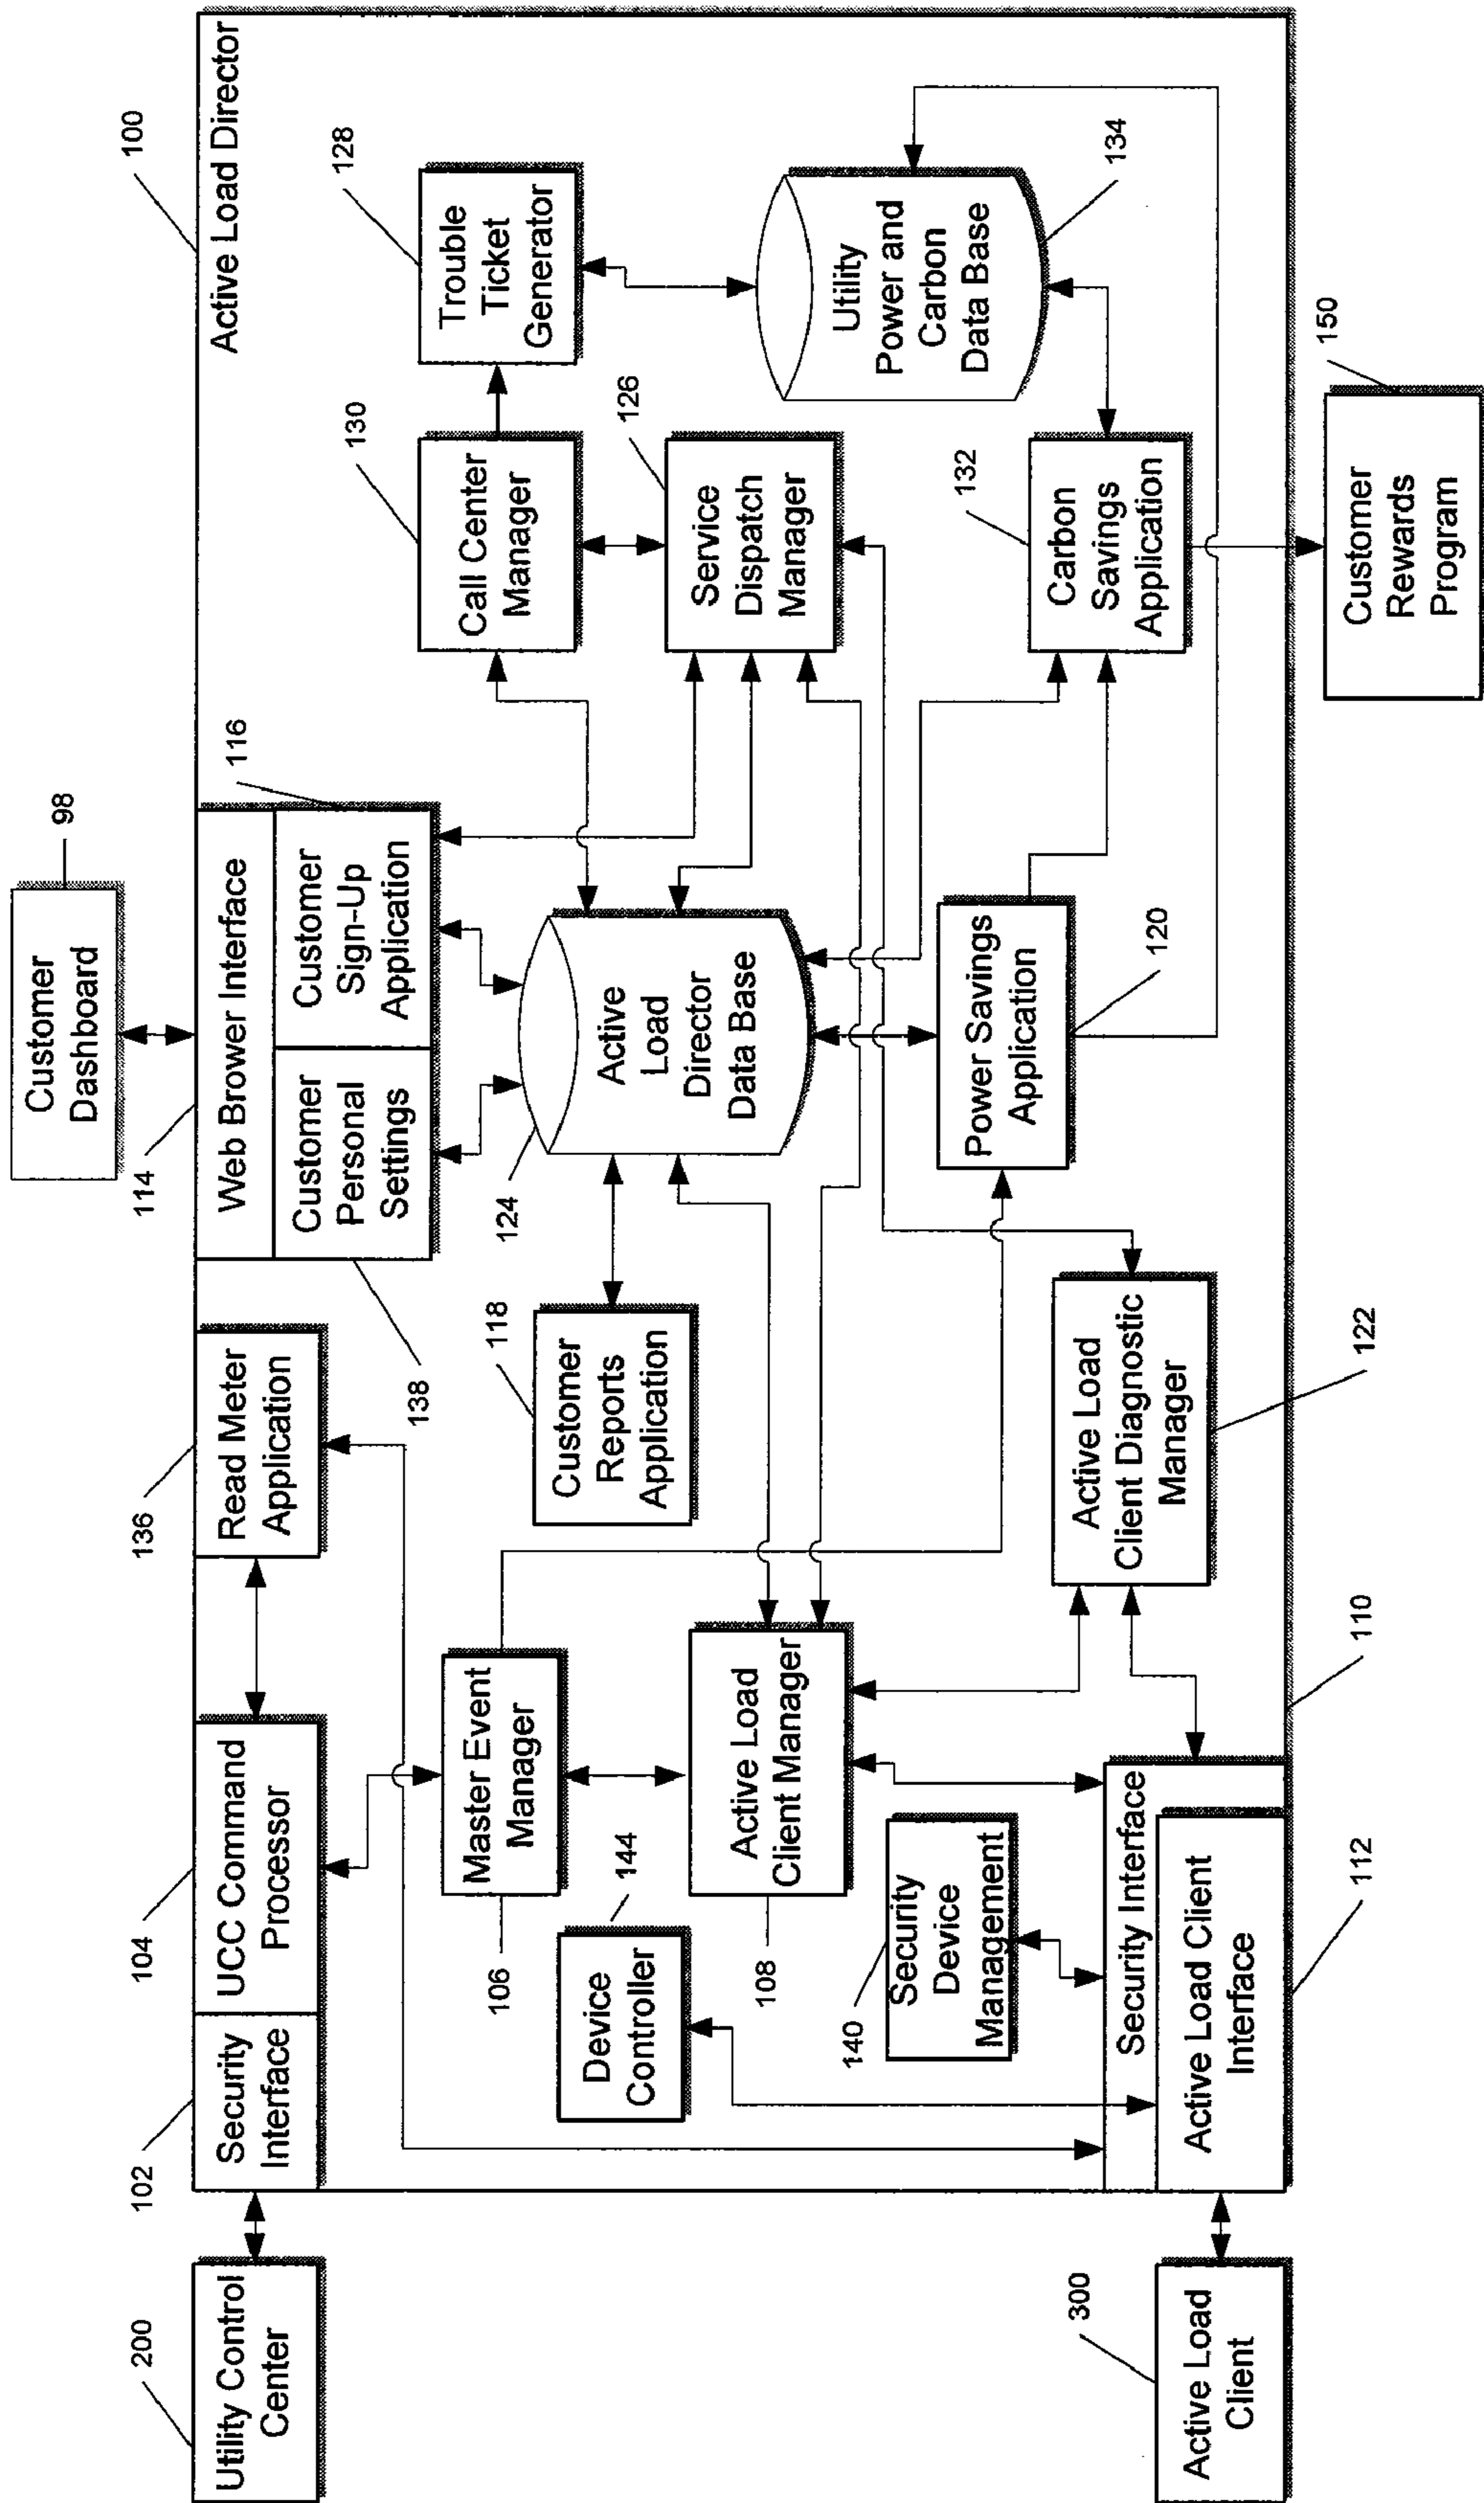 98
Customer
Dashboard
100
Active Load Director
114
Web Brower Interface
116
Customer
Personal
Settings
Customer
Sign-Up
Application
138
136
Read Meter
Application
104
UCC Command
Processor
102
Security
Interface
200
Utility Control
Center
128
Trouble
Ticket
Generator
130
Call Center
Manager
126
Service
Dispatch
Manager
134
Utility
Power and
Carbon
Data Base
124
Active
Load
Director
Data Base
118
Customer
Reports
Application
106
Master Event
Manager
144
Device
Controller
108
Active Load
Client Manager
140
Security
Device
Management
120
Power Savings
Application
132
Carbon
Savings
Application
150
Customer
Rewards
Program
122
Active Load
Client Diagnostic
Manager
110
Security Interface
112
Active Load Client
Interface
300
Active Load
Client